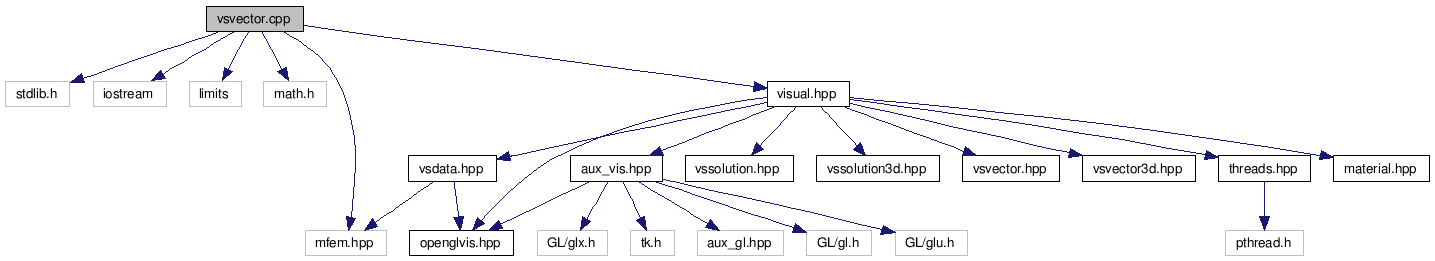 vsvector.cpp
stdlib.h
iostream
limits
math.h
visual.hpp
vsdata.hpp
aux_vis.hpp
vssolution.hpp
vssolution3d.hpp
vsvector.hpp
vsvector3d.hpp
threads.hpp
material.hpp
mfem.hpp
openglvis.hpp
GL/glx.h
tk.h
aux_gl.hpp
GL/gl.h
GL/glu.h
pthread.h